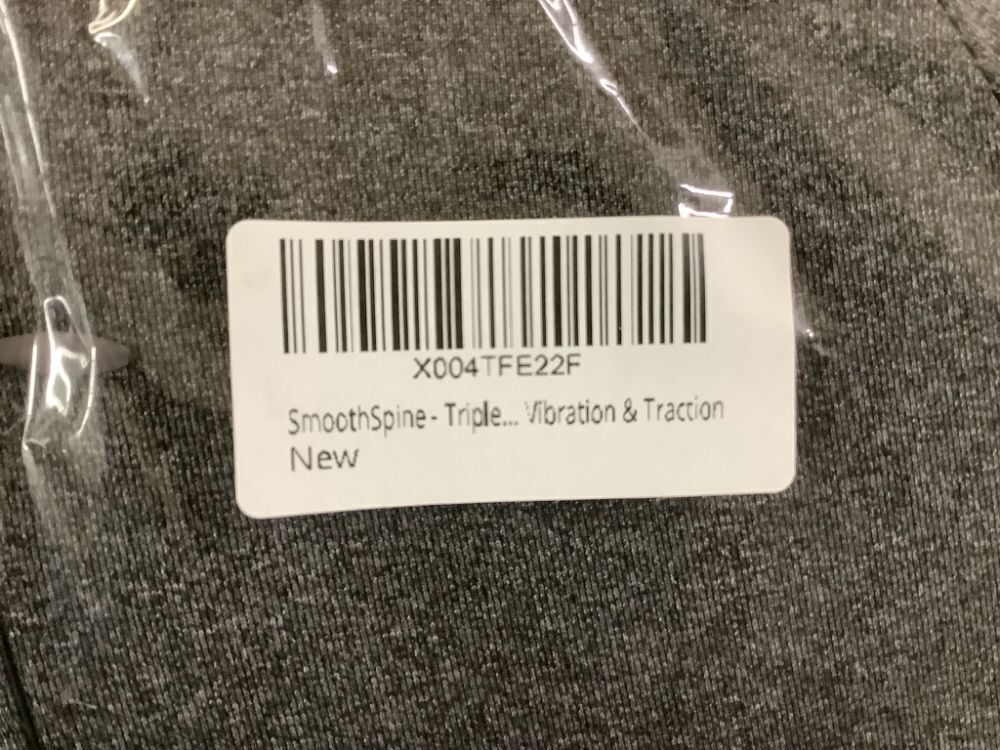 X004TFE22F
SmoothSpine - Triple... Vibration & Traction
New